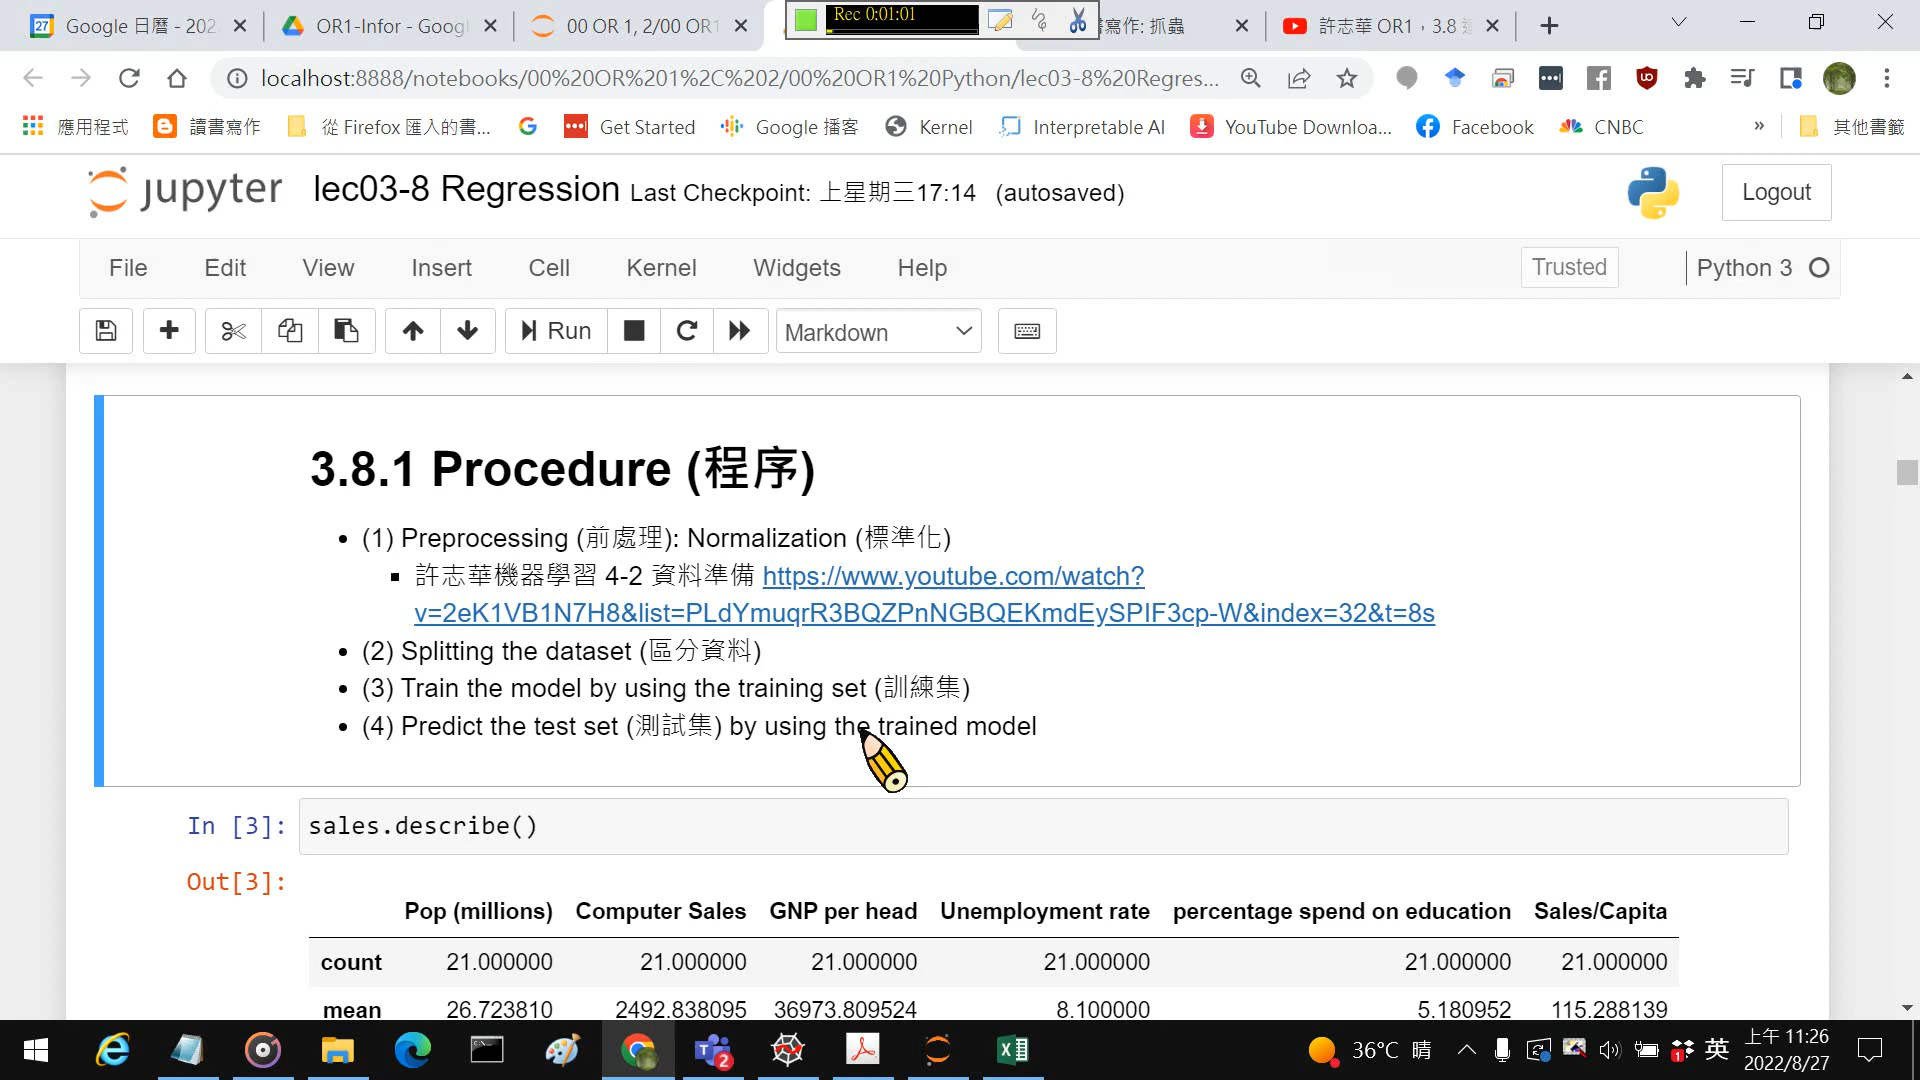 Google 日曆 - 202
OR1-Infor - Googl
00 OR 1, 2/00 OR1
Rec 0:01:01
書寫作: 抓蟲
許志華 OR1，3.8
localhost:8888/notebooks/00%20OR%201%2C%202/00%20OR1%20Python/lec03-8%20Regres...
應用程式
讀書寫作
從 Firefox 匯入的書...
Get Started
Google 播客
Kernel
Interpretable AI
YouTube Downloa...
Facebook
CNBC
»
其他書籤
jupyter lec03-8 Regression Last Checkpoint: 上星期三17:14 (autosaved)
Logout
File Edit View Insert Cell Kernel Widgets Help
Trusted
Python 3
Run
Markdown
3.8.1 Procedure (程序)
• (1) Preprocessing (前處理): Normalization (標準化)
▪ 許志華機器學習 4-2 資料準備 https://www.youtube.com/watch?
v=2eK1VB1N7H8&list=PLdYmuqrR3BQZPnNGBQEKmdEySPIF3cp-W&index=32&t=8s
• (2) Splitting the dataset (區分資料)
• (3) Train the model by using the training set (訓練集)
• (4) Predict the test set (測試集) by using the trained model
In [3]: sales.describe()
Out[3]:
Pop (millions) Computer Sales GNP per head Unemployment rate percentage spend on education Sales/Capita
count 21.000000 21.000000 21.000000 21.000000 21.000000 21.000000
mean 26.723810 2492.838095 36973.809524 8.100000 5.180952 115.288139
36°C 晴
英
上午 11:26
2022/8/27